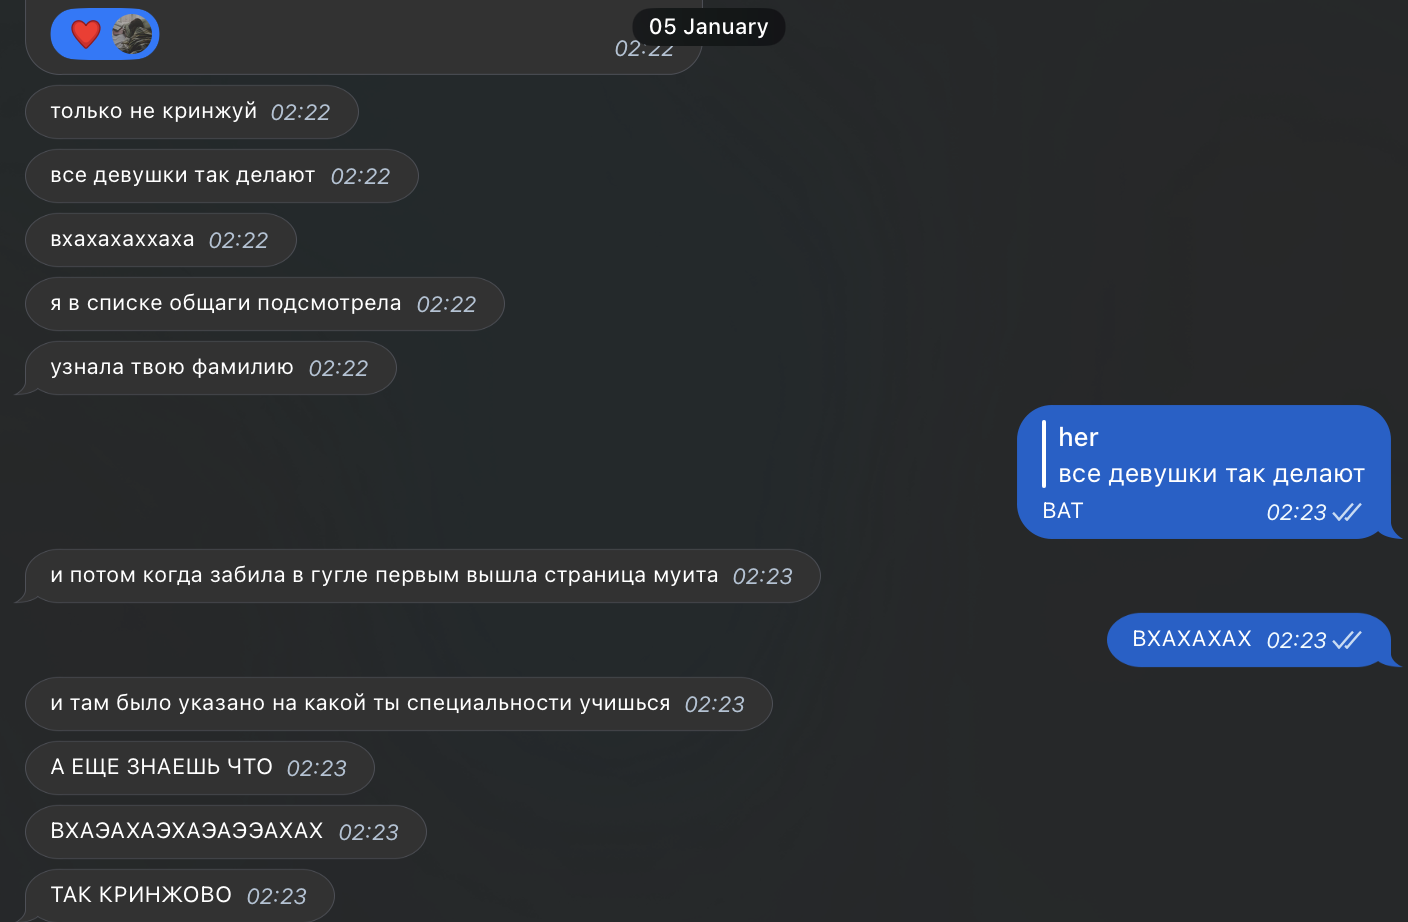 05 January
02:22
только не кринжуй 02:22
все девушки так делают 02:22
вхахахаххаха 02:22
я в списке общаги подсмотрела 02:22
узнала твою фамилию 02:22
her
все девушки так делают
ВАТ 02:23
и потом когда забила в гугле первым вышла страница муита 02:23
ВХАХАХАХ 02:23
и там было указано на какой ты специальности учишься 02:23
А ЕЩЕ ЗНАЕШЬ ЧТО 02:23
ВХАЭАХАЭХАЭАЭЭАХАХ 02:23
ТАК КРИНЖОВО 02:23